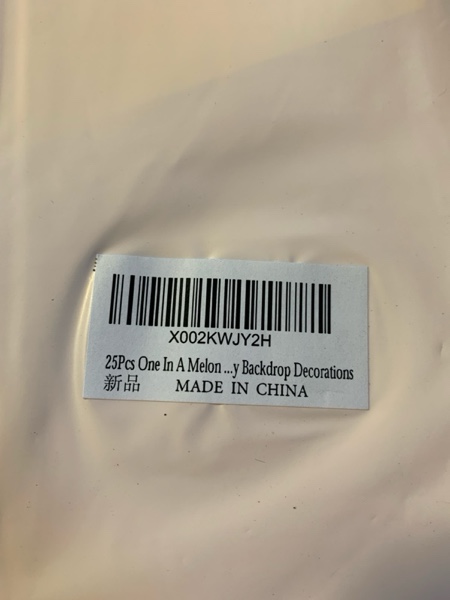 X002KWJY2H
25Pcs One In A Melon ...y Backdrop Decorations
新品 MADE IN CHINA